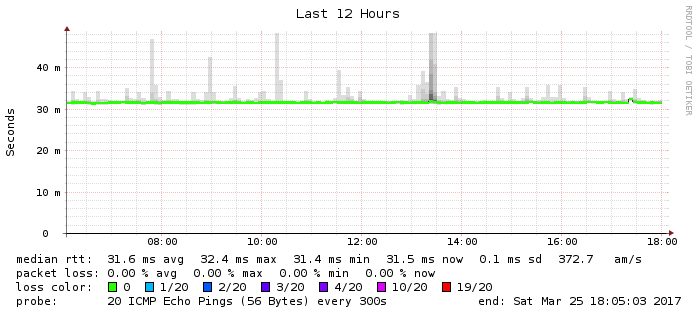 Last 12 Hours
RRDTOOL / TOBI OETIKER
Seconds
40 m
30 m
20 m
10 m
0
08:00 10:00 12:00 14:00 16:00 18:00
median rtt: 31.6 ms avg 32.4 ms max 31.4 ms min 31.5 ms now 0.1 ms sd 372.7 am/s
packet loss: 0.00 % avg 0.00 % max 0.00 % min 0.00 % now
loss color: 0 1/20 2/20 3/20 4/20 10/20 19/20
probe: 20 ICMP Echo Pings (56 Bytes) every 300s end: Sat Mar 25 18:05:03 2017